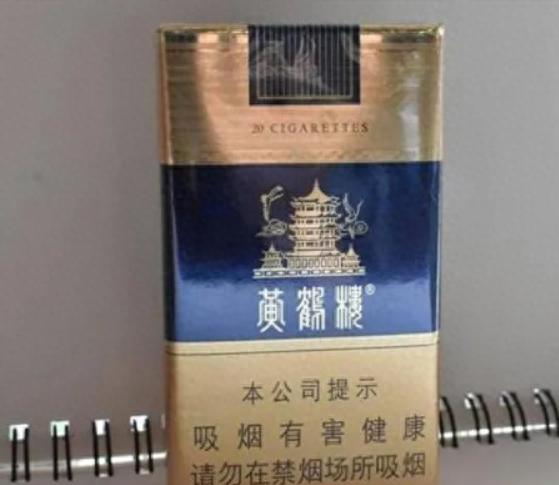 20 CIGARETTES
黄鹤楼®
本公司提示
吸烟有害健康
请勿在禁烟场所吸烟